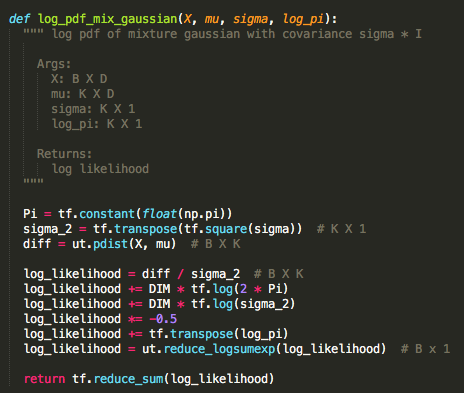 def log_pdf_mix_gaussian(X, mu, sigma, log_pi):
    """ log pdf of mixture gaussian with covariance sigma * I

      Args:
        X: B X D
        mu: K X D
        sigma: K X 1
        log_pi: K X 1

      Returns:
        log likelihood
    """

    Pi = tf.constant(float(np.pi))
    sigma_2 = tf.transpose(tf.square(sigma))  # K X 1
    diff = ut.pdist(X, mu)  # B X K

    log_likelihood = diff / sigma_2  # B X K
    log_likelihood += DIM * tf.log(2 * Pi)
    log_likelihood += DIM * tf.log(sigma_2)
    log_likelihood *= -0.5
    log_likelihood += tf.transpose(log_pi)
    log_likelihood = ut.reduce_logsumexp(log_likelihood)  # B x 1

    return tf.reduce_sum(log_likelihood)